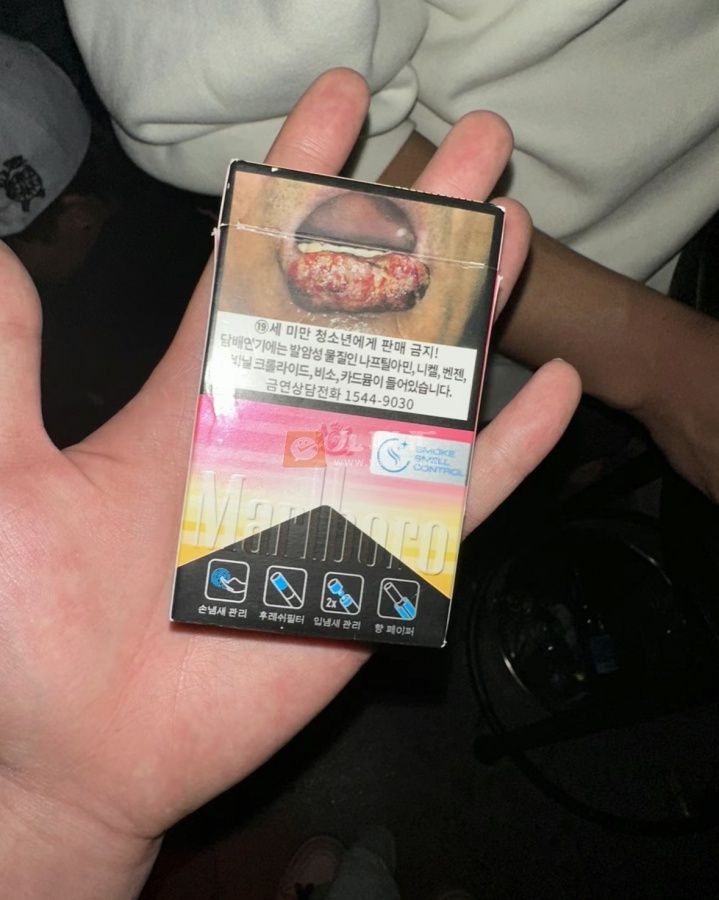 ⑲세 미만 청소년에게 판매 금지!
담배연기에는 발암성 물질인 나프틸아민, 니켈, 벤젠,
비닐 크롤라이드, 비소, 카드뮴이 들어있습니다.
금연상담전화 1544-9030
SMOKE
SMELL
CONTROL
Marlboro
2x
손냄새 관리 후레쉬필터 입냄새 관리 향 페이퍼